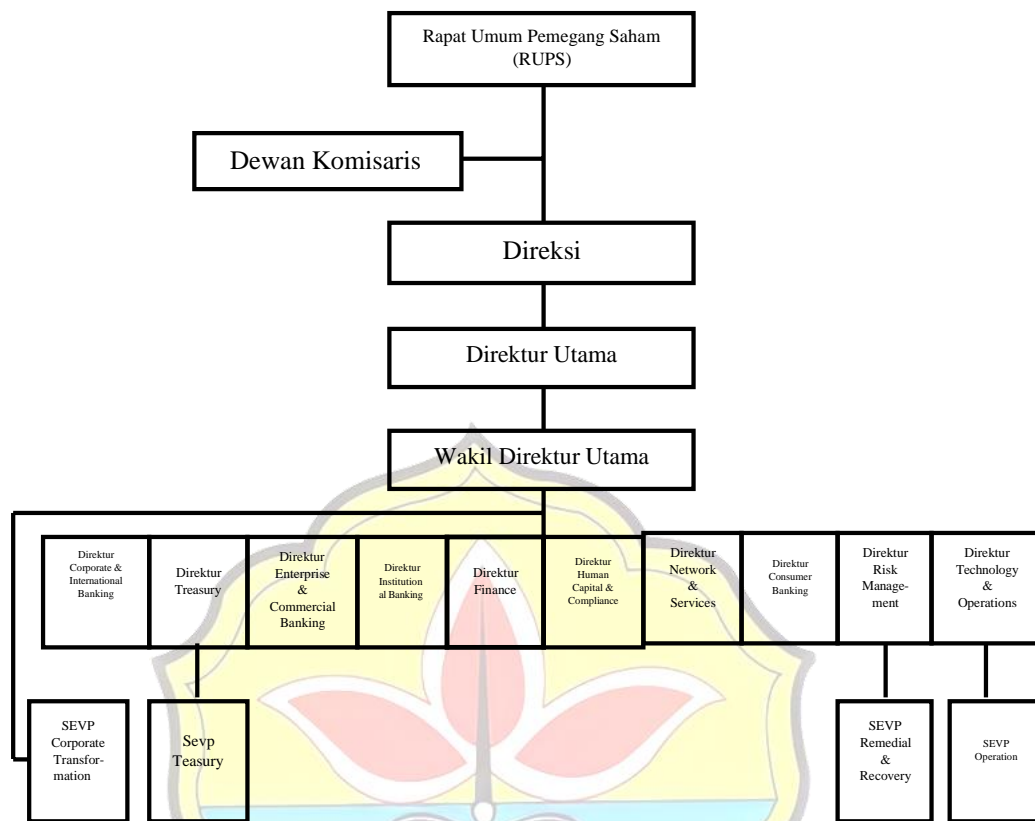 Rapat Umum Pemegang Saham
(RUPS)
Dewan Komisaris
Direksi
Direktur Utama
Wakil Direktur Utama
Direktur
Corporate &
International
Banking
Direktur
Treasury
Direktur
Enterprise
&
Commercial
Banking
Direktur
Institution
al Banking
Direktur
Finance
Direktur
Human
Capital &
Compliance
Direktur
Network
&
Services
Direktur
Consumer
Banking
Direktur
Risk
Manage-
ment
Direktur
Technology
&
Operations
SEVP
Corporate
Transfor-
mation
Sevp
Teasury
SEVP
Remedial
&
Recovery
SEVP
Operation